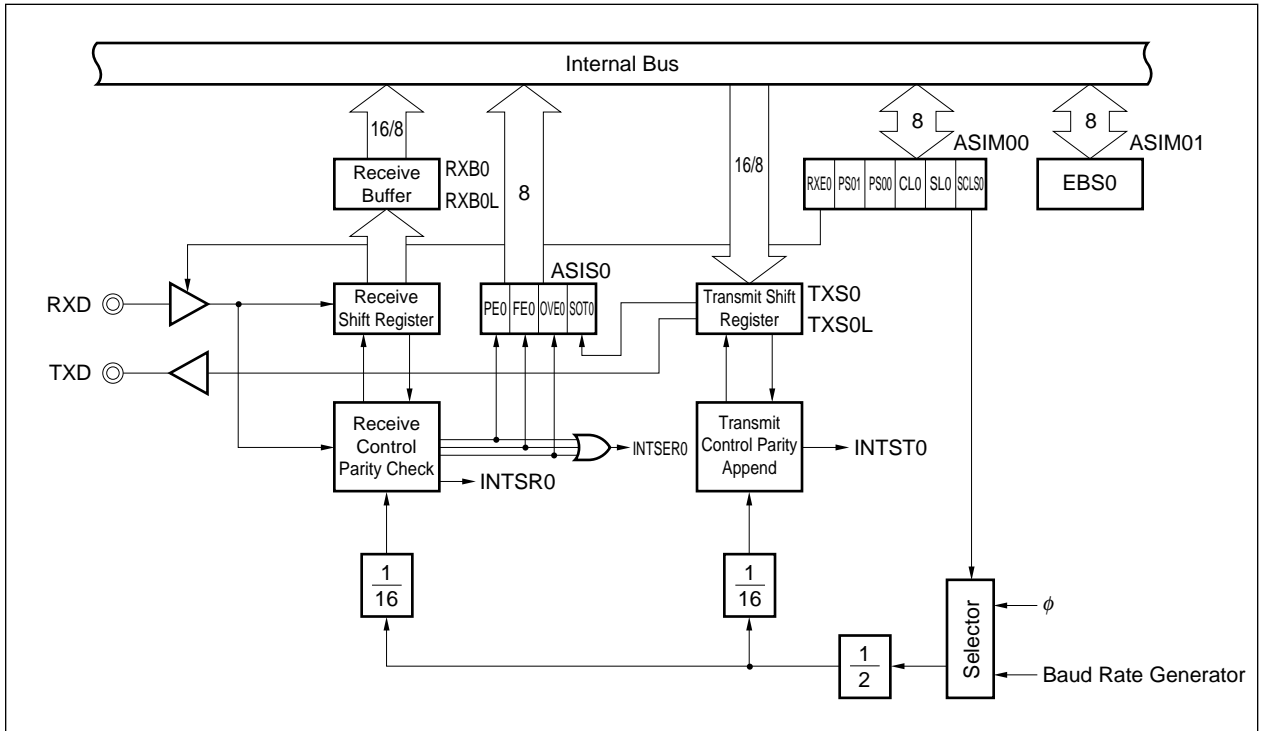 Internal Bus
16/8
8
16/8
8
ASIM00
8
ASIM01
Receive
Buffer
RXB0
RXB0L
RXE0 PS01 PS00 CL0 SL0 SCLS0
EBS0
RXD
Receive
Shift Register
ASIS0
PE0 FE0 OVE0 SOT0
Transmit Shift
Register
TXS0
TXS0L
TXD
Receive
Control
Parity Check
INTSER0
INTSR0
Transmit
Control Parity
Append
INTST0
1
16
1
16
Selector
ϕ
1
2
Baud Rate Generator